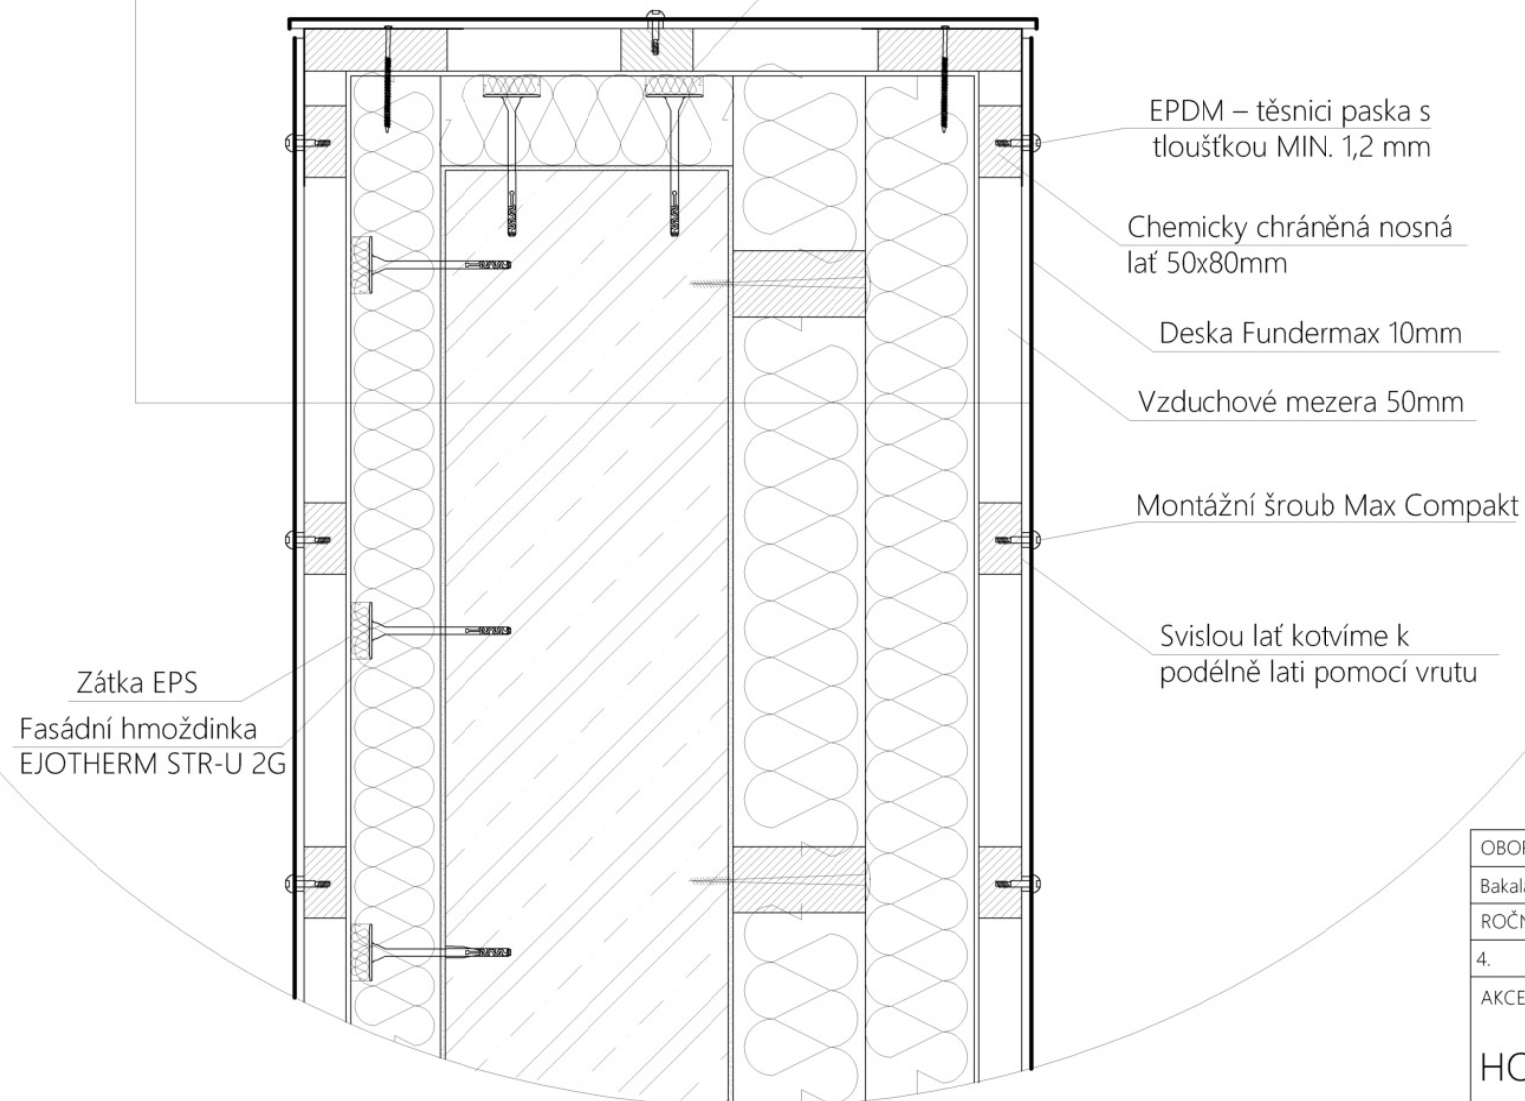 EPDM – těsnici paska s
tloušťkou MIN. 1,2 mm
Chemicky chráněná nosná
lať 50x80mm
Deska Fundermax 10mm
Vzduchové mezera 50mm
Montážní šroub Max Compakt
Svislou lať kotvíme k
podélně lati pomocí vrutu
Zátka EPS
Fasádní hmoždinka
EJOTHERM STR-U 2G
4.
AKCE